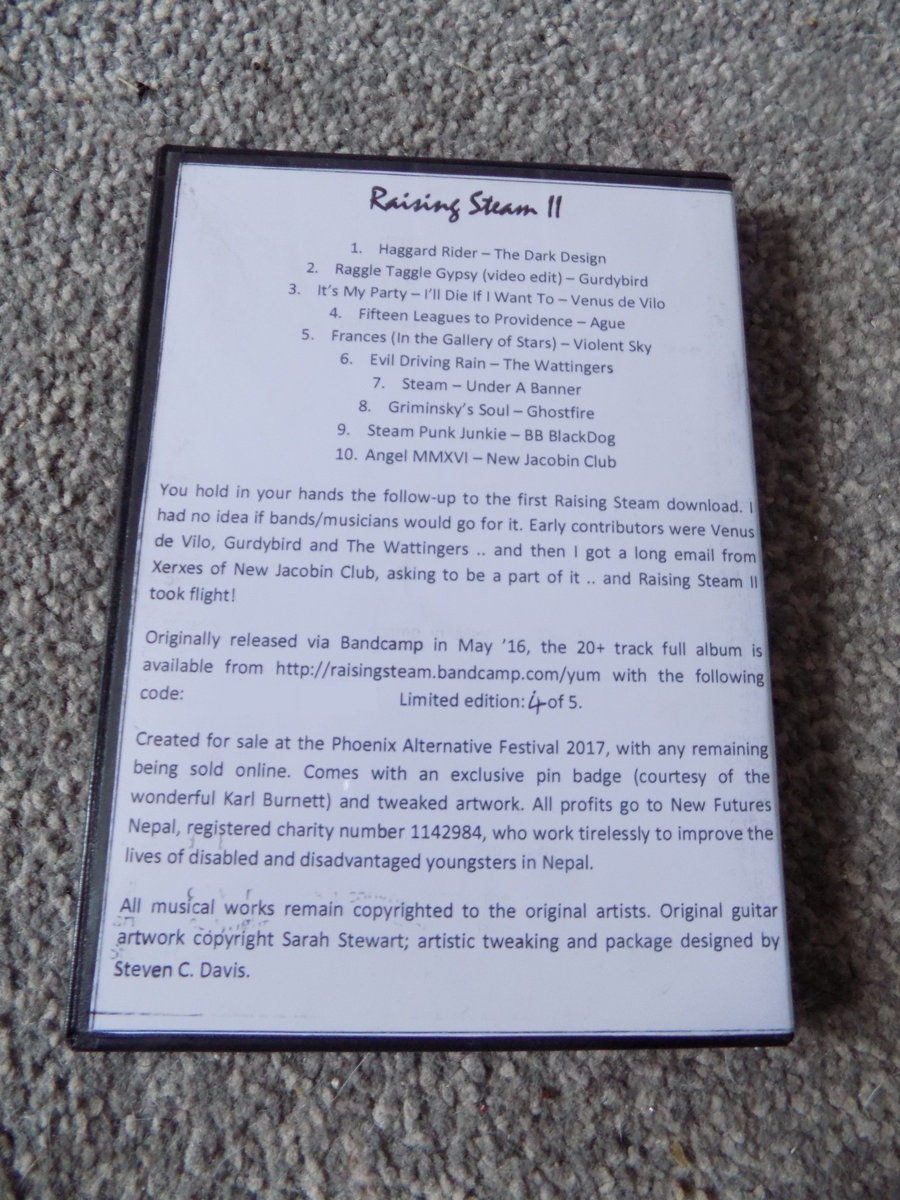 Raising Steam II
1. Haggard Rider – The Dark Design
2. Raggle Taggle Gypsy (video edit) – Gurdybird
3. It's My Party – I'll Die If I Want To – Venus de Vilo
4. Fifteen Leagues to Providence – Ague
5. Frances (In the Gallery of Stars) – Violent Sky
6. Evil Driving Rain – The Wattingers
7. Steam – Under A Banner
8. Griminsky's Soul – Ghostfire
9. Steam Punk Junkie – BB BlackDog
10. Angel MMXVI – New Jacobin Club
You hold in your hands the follow-up to the first Raising Steam download. I
had no idea if bands/musicians would go for it. Early contributors were Venus
de Vilo, Gurdybird and The Wattingers .. and then I got a long email from
Xerxes of New Jacobin Club, asking to be a part of it .. and Raising Steam II
took flight!
Originally released via Bandcamp in May '16, the 20+ track full album is
available from http://raisingsteam.bandcamp.com/yum with the following
code: Limited edition: 4 of 5.
Created for sale at the Phoenix Alternative Festival 2017, with any remaining
being sold online. Comes with an exclusive pin badge (courtesy of the
wonderful Karl Burnett) and tweaked artwork. All profits go to New Futures
Nepal, registered charity number 1142984, who work tirelessly to improve the
lives of disabled and disadvantaged youngsters in Nepal.
All musical works remain copyrighted to the original artists. Original guitar
artwork copyright Sarah Stewart; artistic tweaking and package designed by
Steven C. Davis.